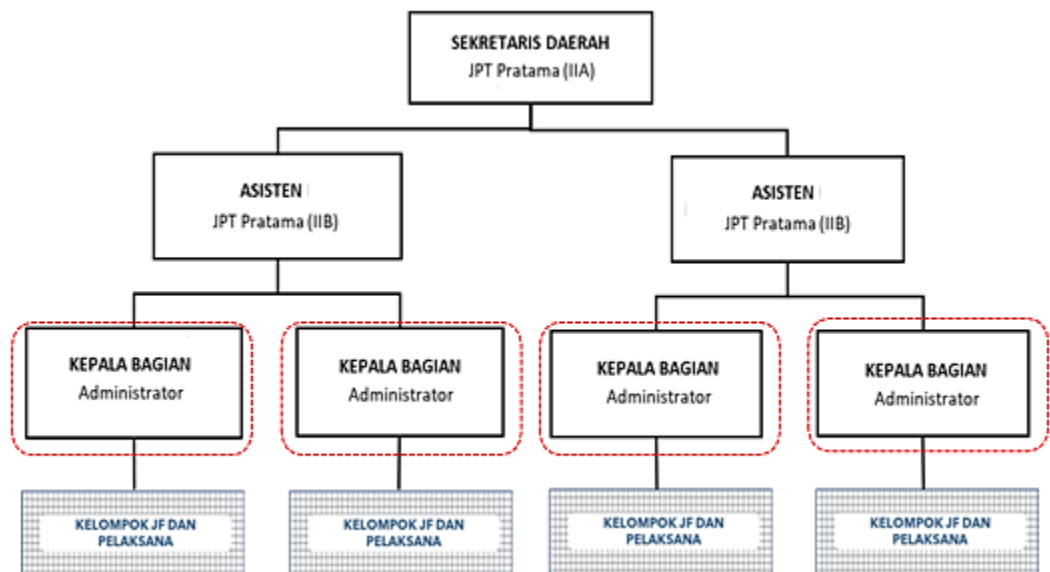 SEKRETARIS DAERAH
JPT Pratama (IIA)
ASISTEN
JPT Pratama (IIB)
ASISTEN
JPT Pratama (IIB)
KEPALA BAGIAN
Administrator
KEPALA BAGIAN
Administrator
KEPALA BAGIAN
Administrator
KEPALA BAGIAN
Administrator
KELOMPOK JF DAN
PELAKSANA
KELOMPOK JF DAN
PELAKSANA
KELOMPOK JF DAN
PELAKSANA
KELOMPOK JF DAN
PELAKSANA